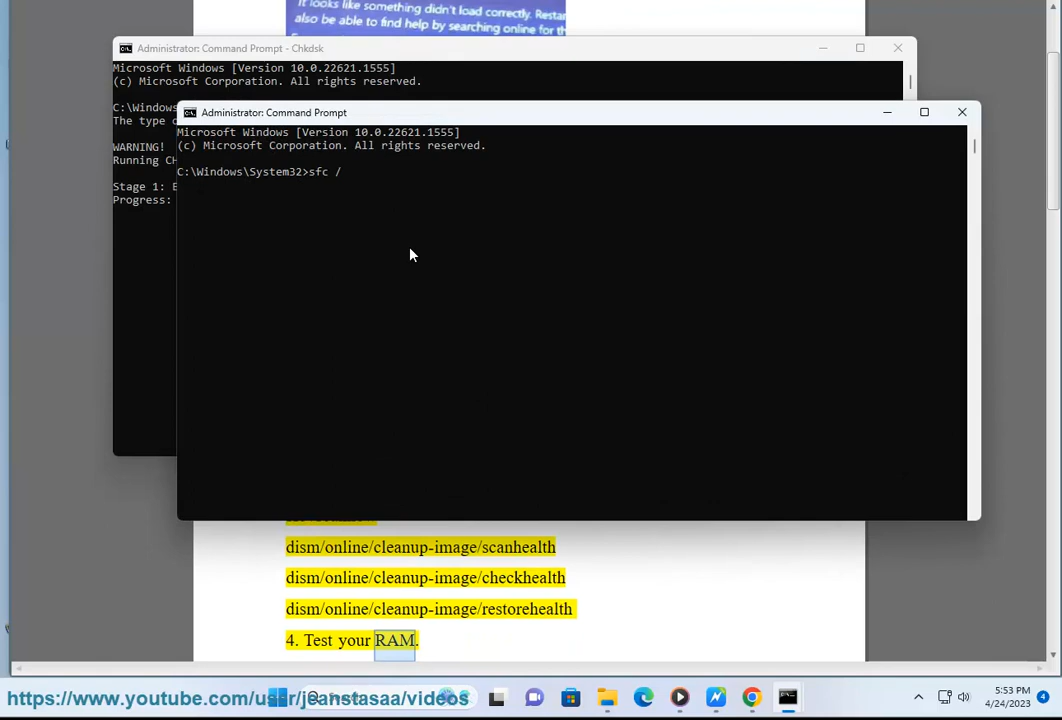 It looks like something didn't load correctly. Restar
also be able to find help by searching online for th
Administrator: Command Prompt - Chkdsk
Microsoft Windows [Version 10.0.22621.1555]
(c) Microsoft Corporation. All rights reserved.
C:\Windows
The type o
WARNING!
Running CH
Stage 1: E
Progress:
Administrator: Command Prompt
Microsoft Windows [Version 10.0.22621.1555]
(c) Microsoft Corporation. All rights reserved.
C:\Windows\System32>sfc /
dism/online/cleanup-image/scanhealth
dism/online/cleanup-image/checkhealth
dism/online/cleanup-image/restorehealth
4. Test your RAM.
https://www.youtube.com/user/jeanstasaa/videos
5:53 PM
4/24/2023
4